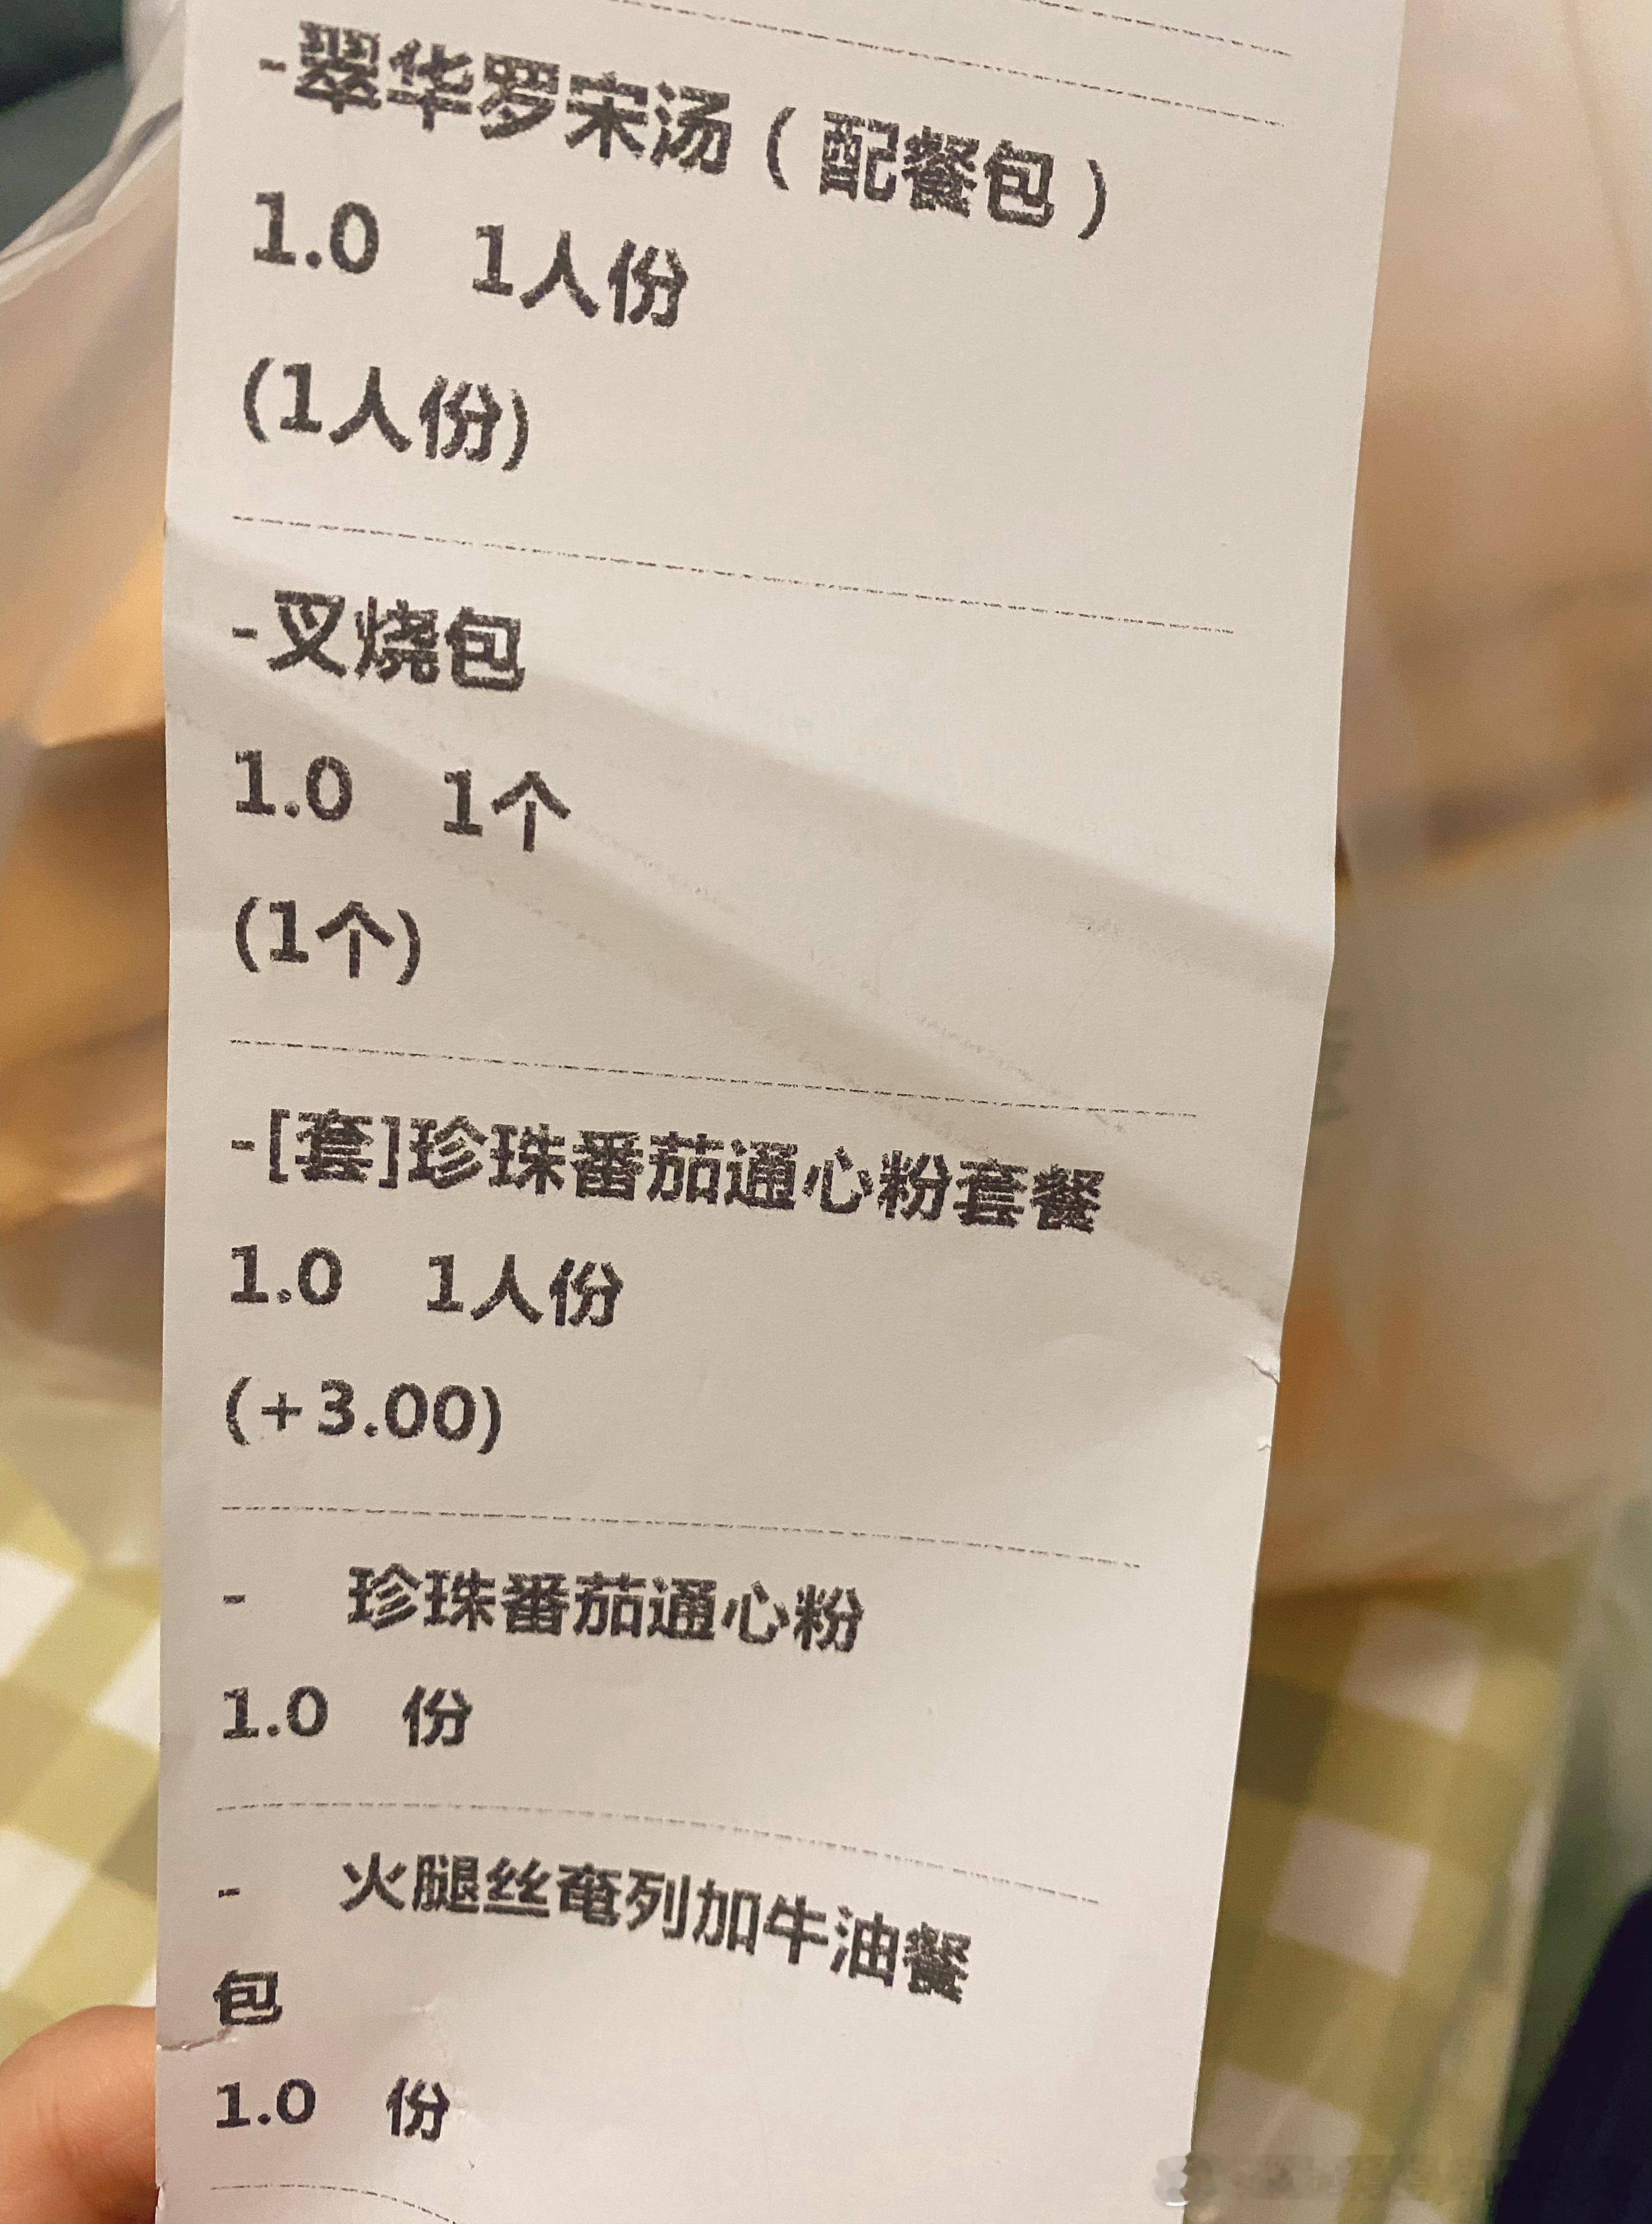 -翠华罗宋汤（配餐包）
1.0 1人份
(1人份)
-叉烧包
1.0 1个
(1个)
-[套]珍珠番茄通心粉套餐
1.0 1人份
(+3.00)
- 珍珠番茄通心粉
1.0 份
- 火腿丝奄列加牛油餐
包
1.0 份